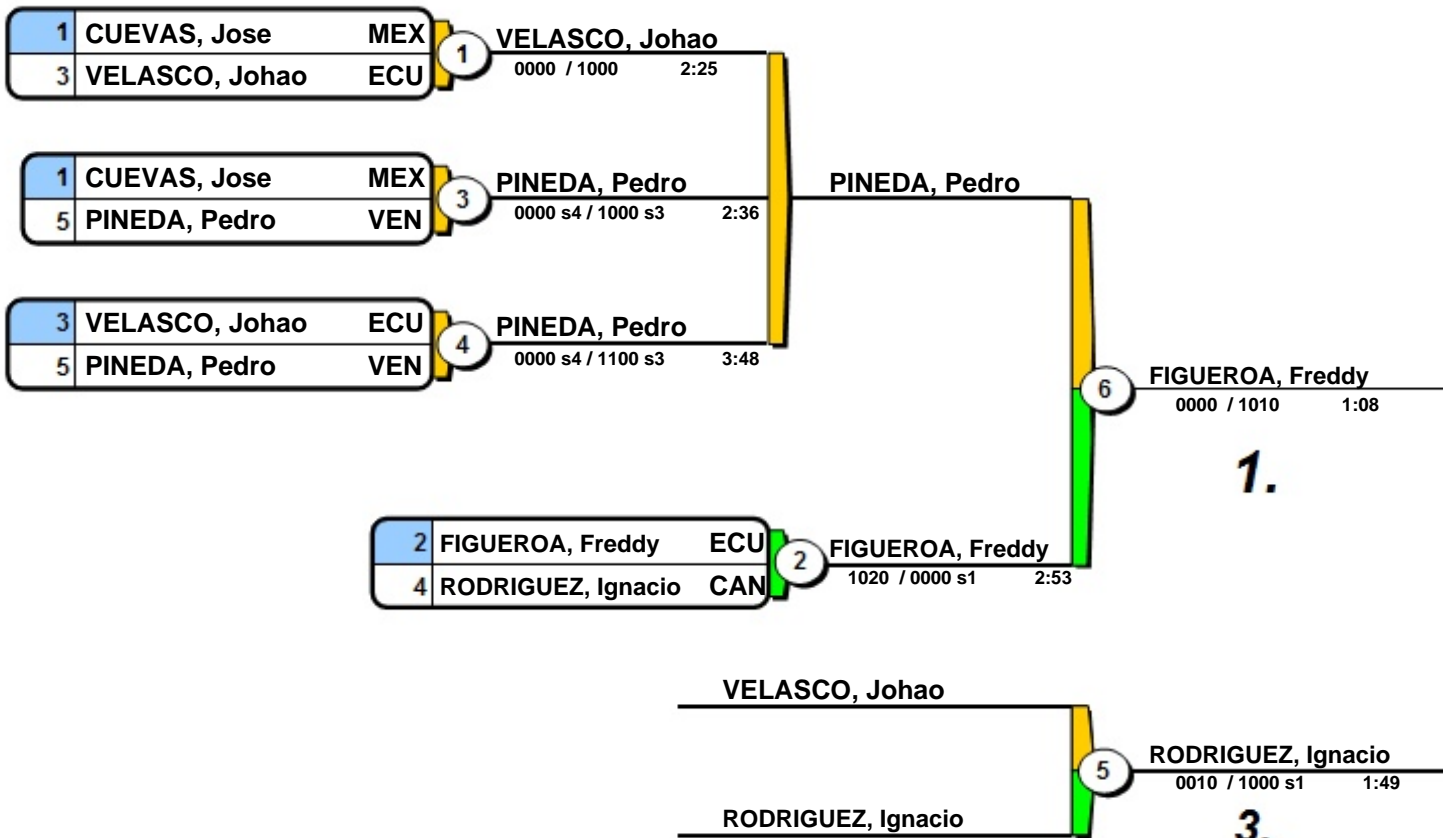 1 CUEVAS, Jose MEX
3 VELASCO, Johao ECU
1 VELASCO, Johao
0000 / 1000 2:25
1 CUEVAS, Jose MEX
5 PINEDA, Pedro VEN
3 PINEDA, Pedro
0000 s4 / 1000 s3 2:36
PINEDA, Pedro
3 VELASCO, Johao ECU
5 PINEDA, Pedro VEN
4 PINEDA, Pedro
0000 s4 / 1100 s3 3:48
6 FIGUEROA, Freddy
0000 / 1010 1:08
1.
2 FIGUEROA, Freddy ECU
4 RODRIGUEZ, Ignacio CAN
2 FIGUEROA, Freddy
1020 / 0000 s1 2:53
VELASCO, Johao
5 RODRIGUEZ, Ignacio
0010 / 1000 s1 1:49
RODRIGUEZ, Ignacio
3.